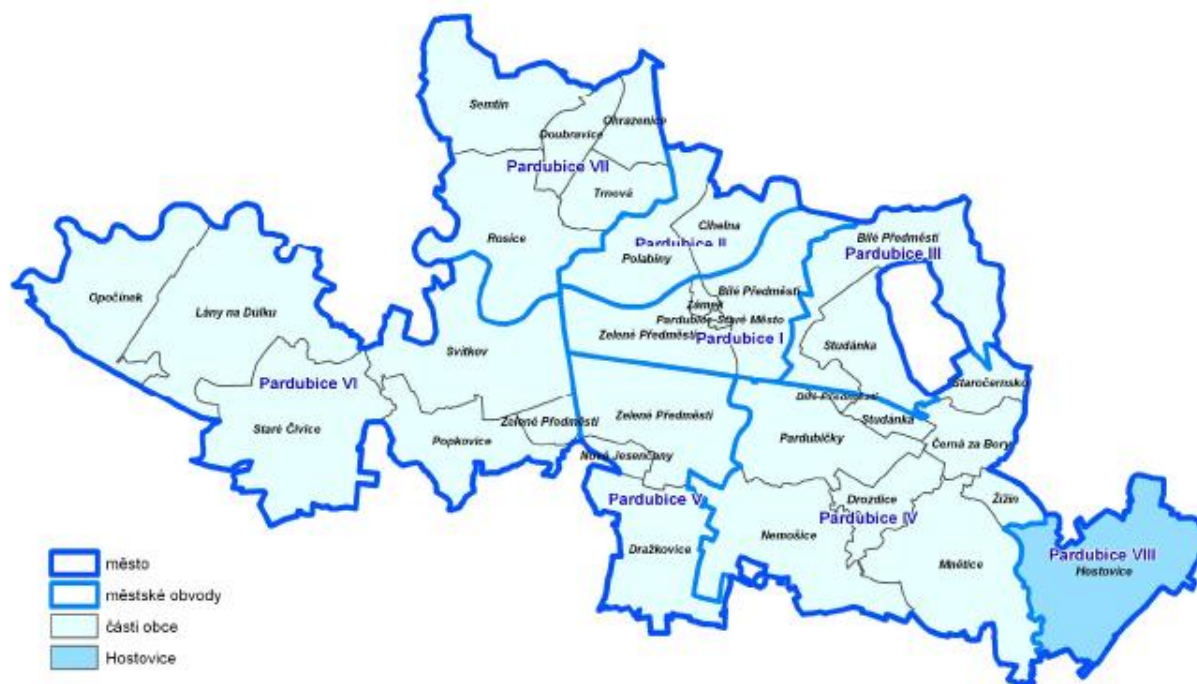 Semtín
Ohrazenice
Doubravice
Pardubice VII
Trnová
Cihelna
Rosice
Pardubice II
Polabiny
Bílé Předměstí
Pardubice III
Opočínek
Lány na Důlku
Bílé Předměstí
Zámek
Pardubice-Staré Město
Zelené Předměstí
Pardubice I
Svítkov
Studánka
Pardubice VI
Staročernsko
Bílé Předměstí
Staré Čívice
Zelené Předměstí
Zelené Předměstí
Studánka
Popkovice
Pardubičky
Černá za Bory
Nové Jesenčany
Pardubice V
Drozdice
Žižín
Pardubice IV
Dražkovice
Nemošice
Mnětice
Pardubice VIII
Hostovice
město
městské obvody
části obce
Hostovice